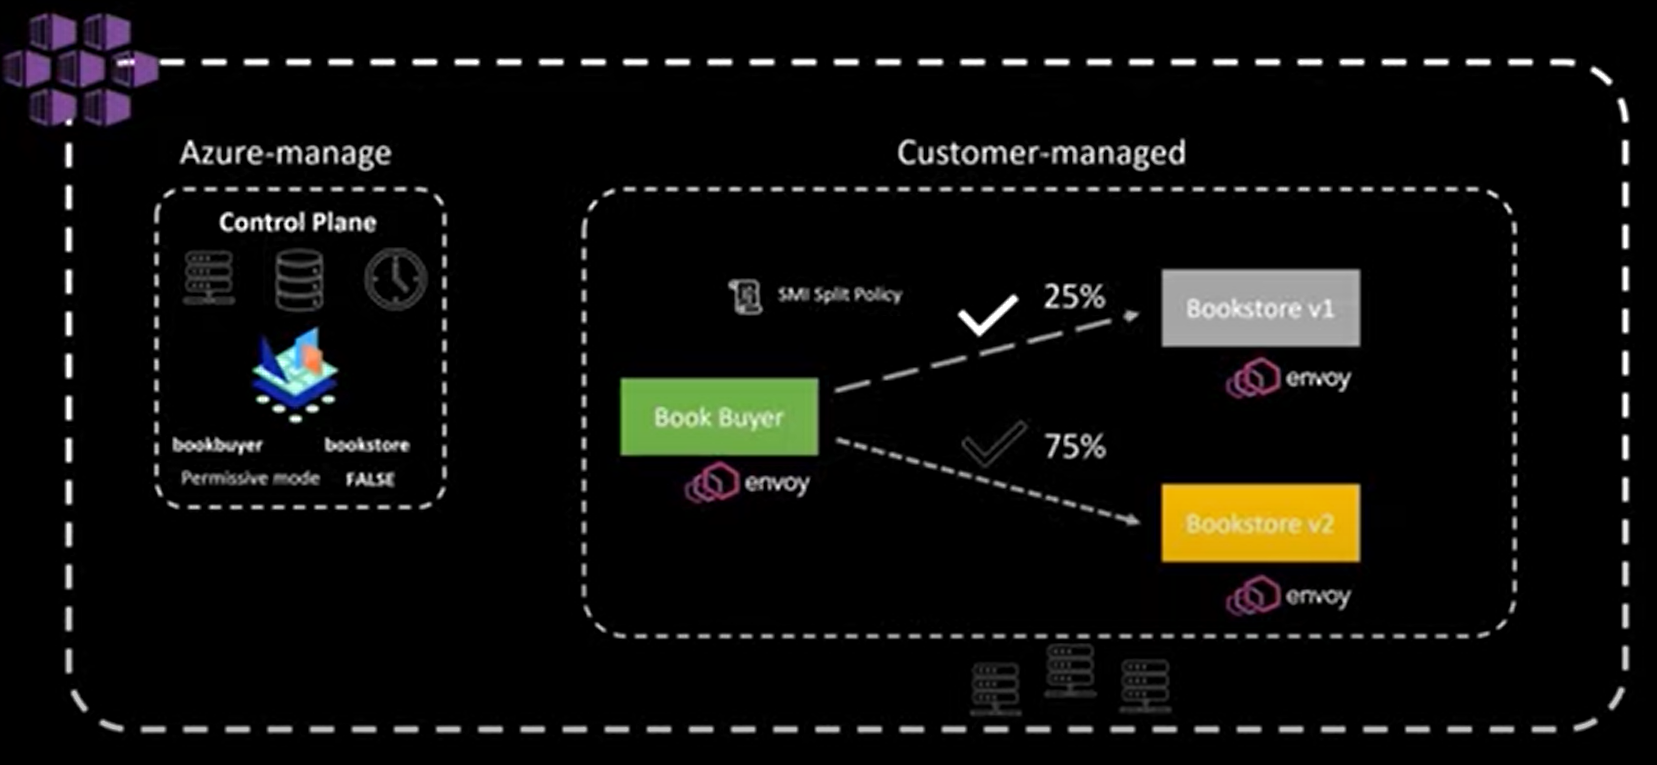 Azure-manage
Customer-managed
Control Plane
SMI Split Policy
25%
Bookstore v1
envoy
Book Buyer
envoy
75%
bookbuyer
bookstore
Permissive mode FALSE
Bookstore v2
envoy